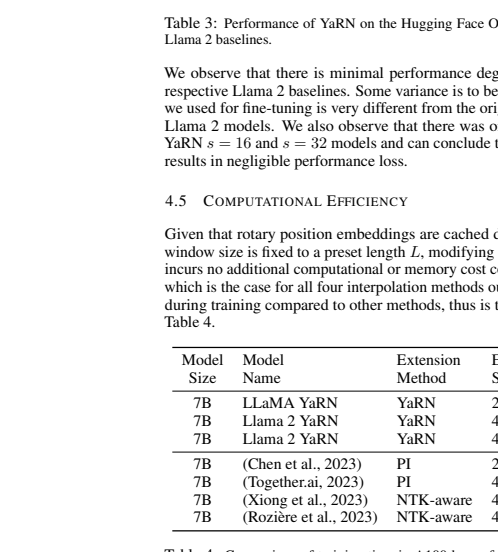 Table 3: Performance of YaRN on the Hugging Face O
Llama 2 baselines.
We observe that there is minimal performance deg
respective Llama 2 baselines. Some variance is to be
we used for fine-tuning is very different from the ori
Llama 2 models. We also observe that there was o
YaRN s = 16 and s = 32 models and can conclude t
results in negligible performance loss.
4.5 COMPUTATIONAL EFFICIENCY
Given that rotary position embeddings are cached d
window size is fixed to a preset length L, modifying
incurs no additional computational or memory cost c
which is the case for all four interpolation methods ou
during training compared to other methods, thus is t
Table 4.
Model Model Extension E
Size Name Method S
7B LLaMA YaRN YaRN 2
7B Llama 2 YaRN YaRN 4
7B Llama 2 YaRN YaRN 4
7B (Chen et al., 2023) PI 2
7B (Together.ai, 2023) PI 4
7B (Xiong et al., 2023) NTK-aware 4
7B (Rozière et al., 2023) NTK-aware 4